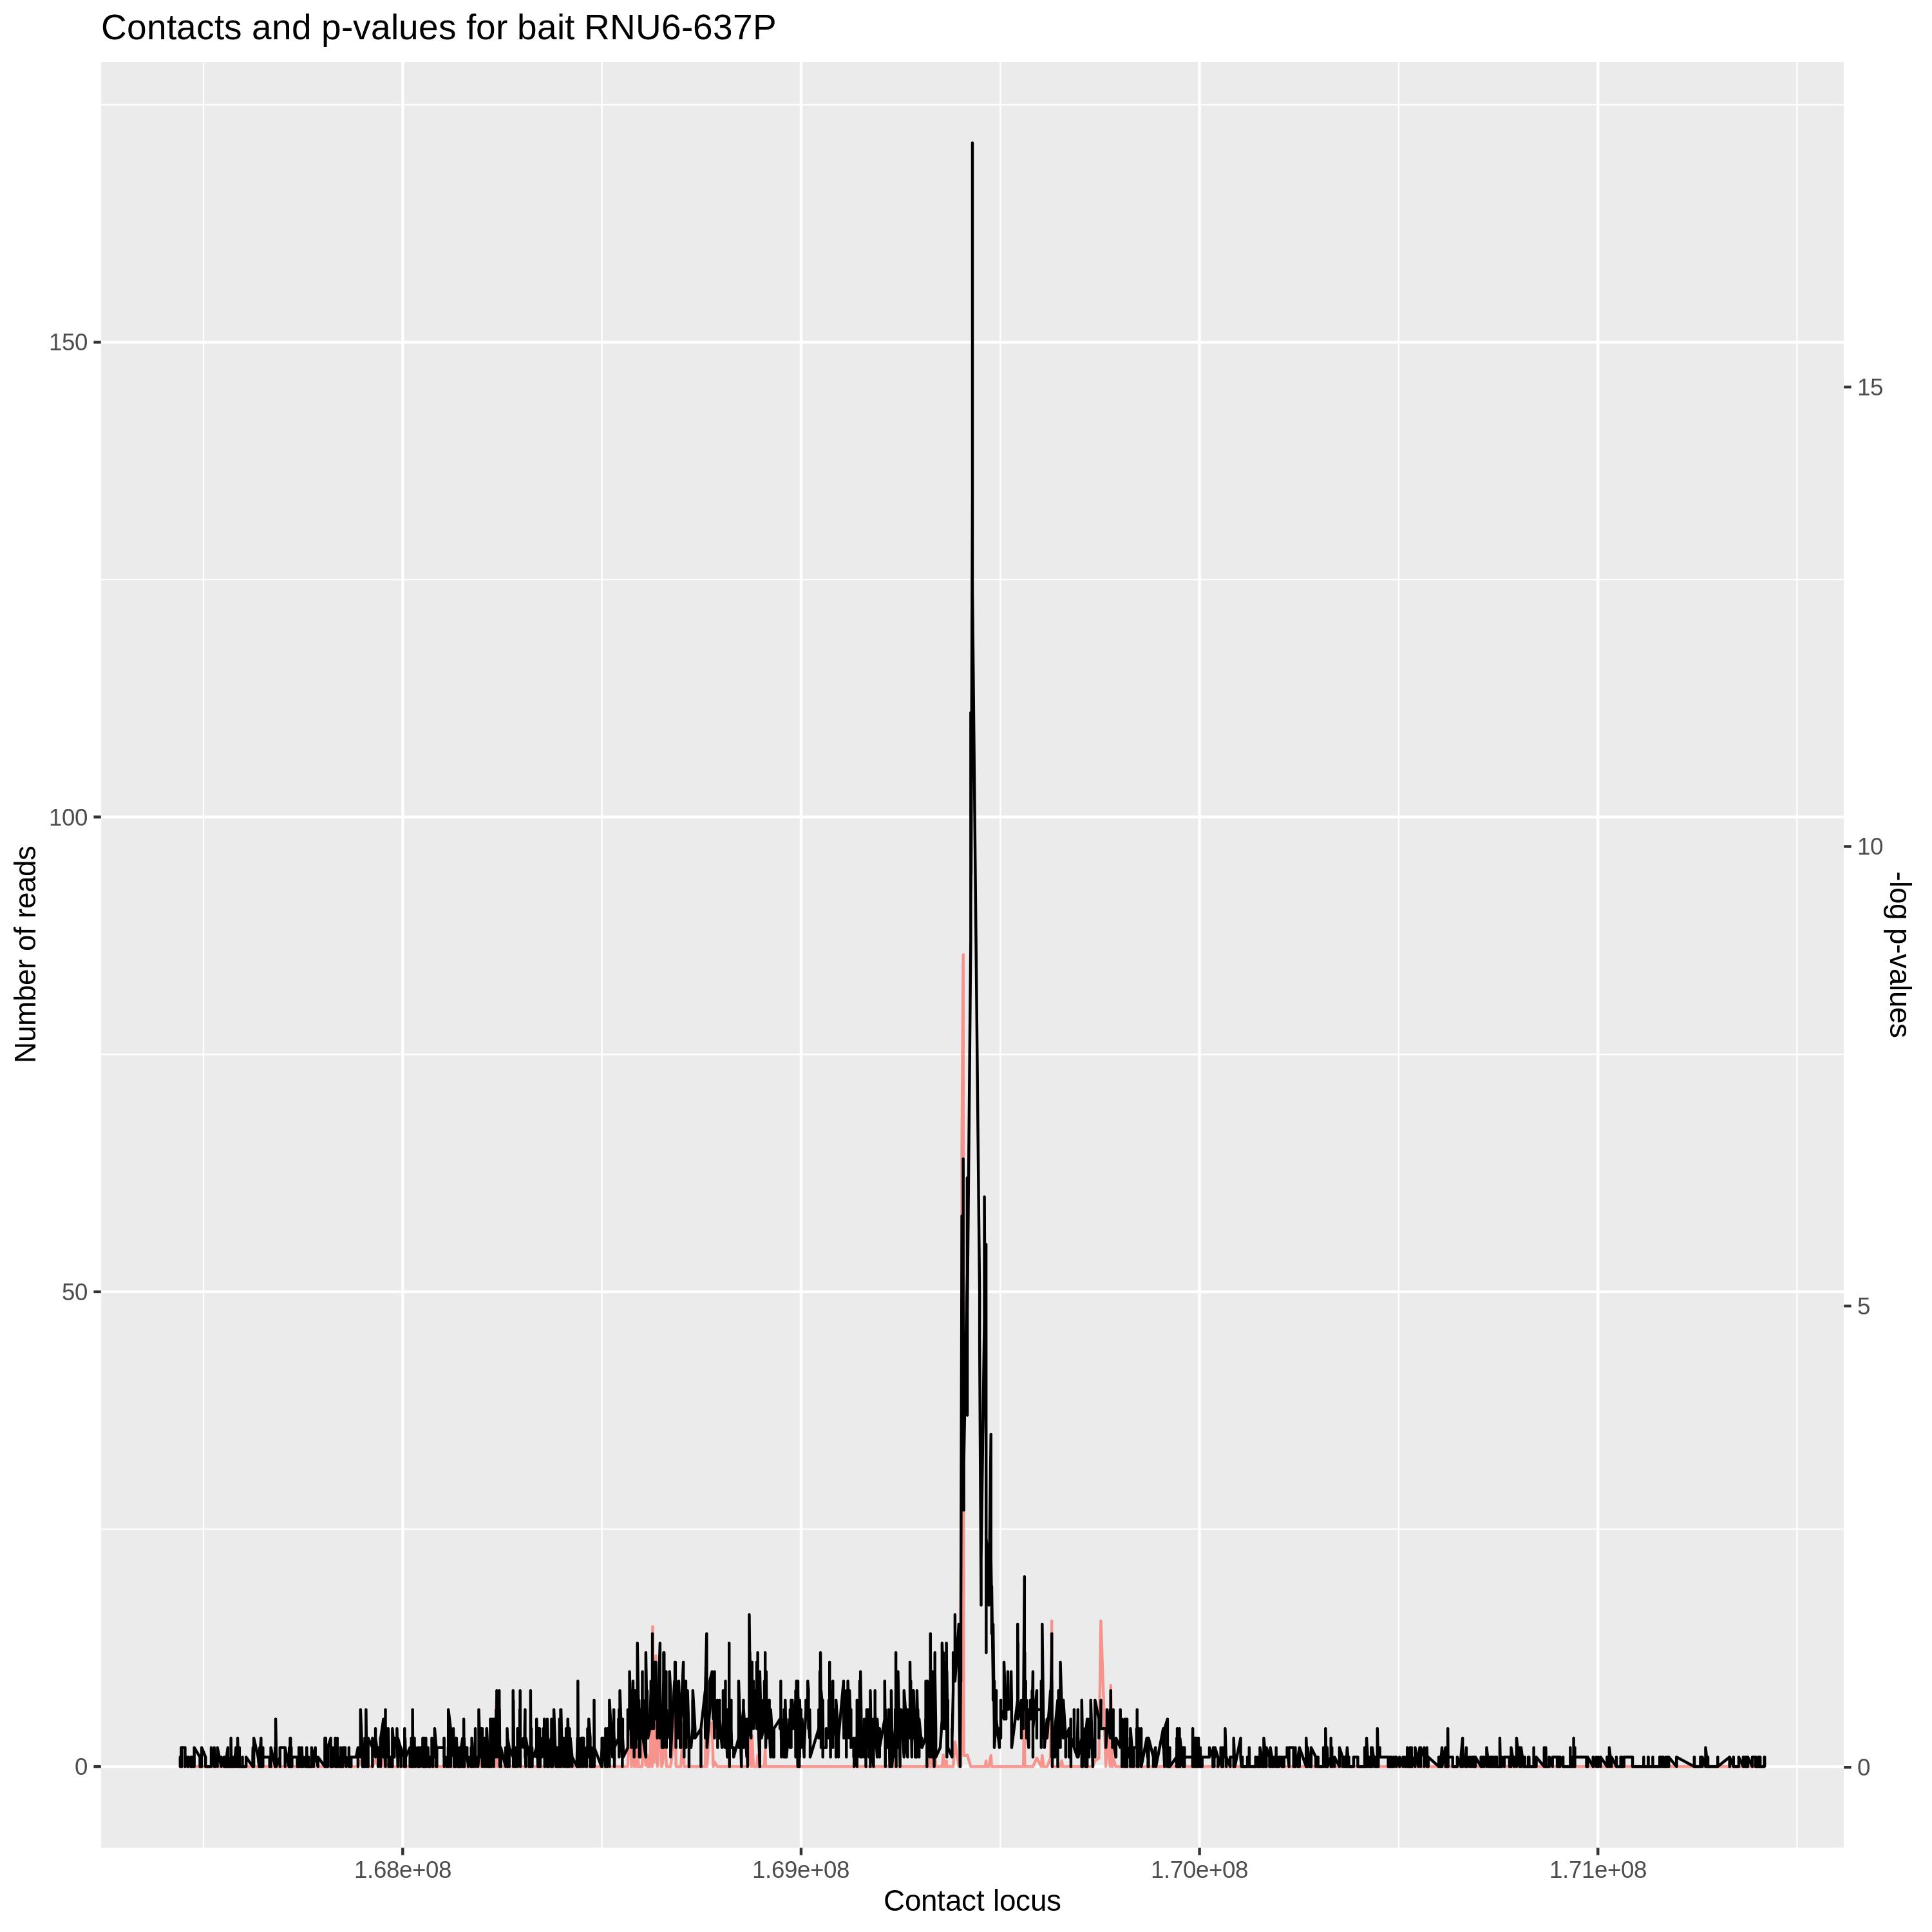 Contacts and p-values for bait RNU6-637P
150
100
50
0
Number of reads
15
10
5
0
-log p-values
1.68e+08
1.69e+08
1.70e+08
1.71e+08
Contact locus